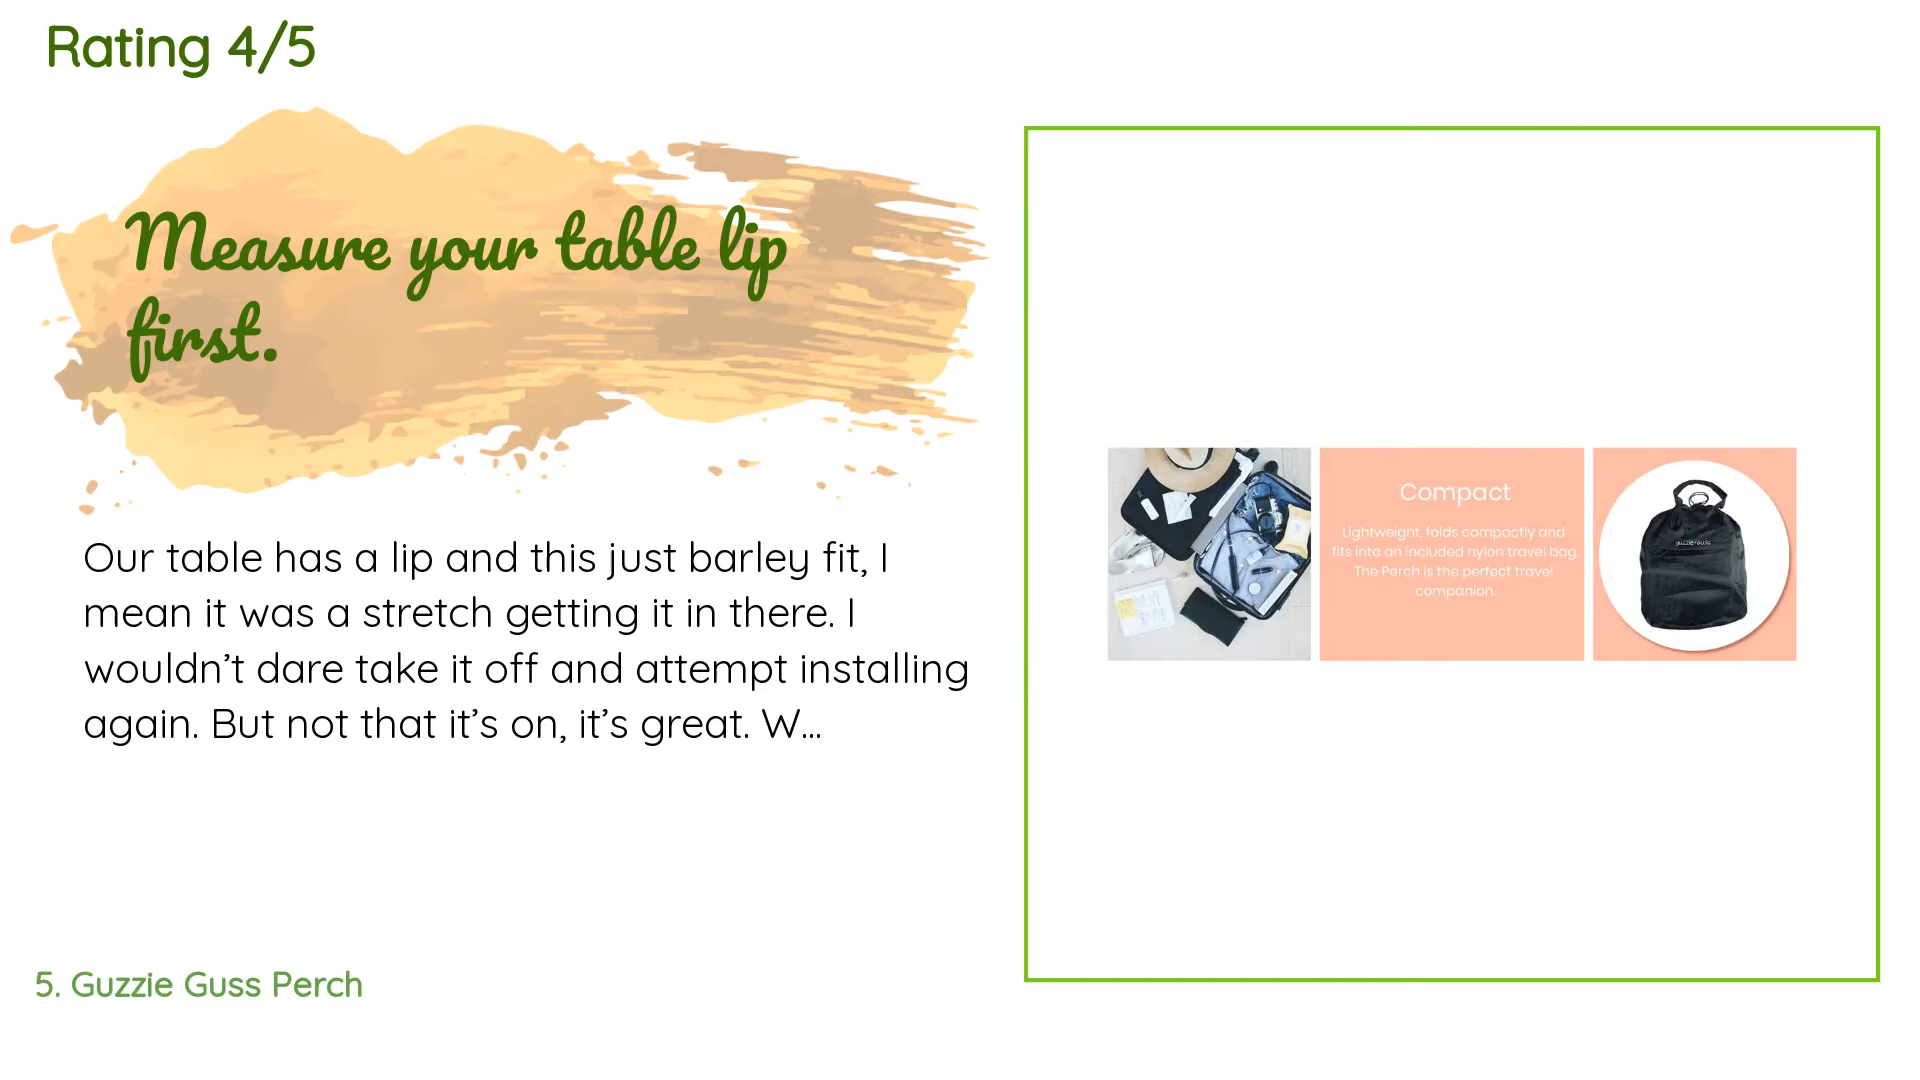 Rating 4/5
Measure your table lip
first.
Our table has a lip and this just barley fit, I
mean it was a stretch getting it in there. I
wouldn’t dare take it off and attempt installing
again. But not that it’s on, it’s great. W...
Compact
Lightweight, folds compactly and
fits into an included nylon travel bag.
The Perch is the perfect travel
companion.
guzzie+Guss
5. Guzzie Guss Perch